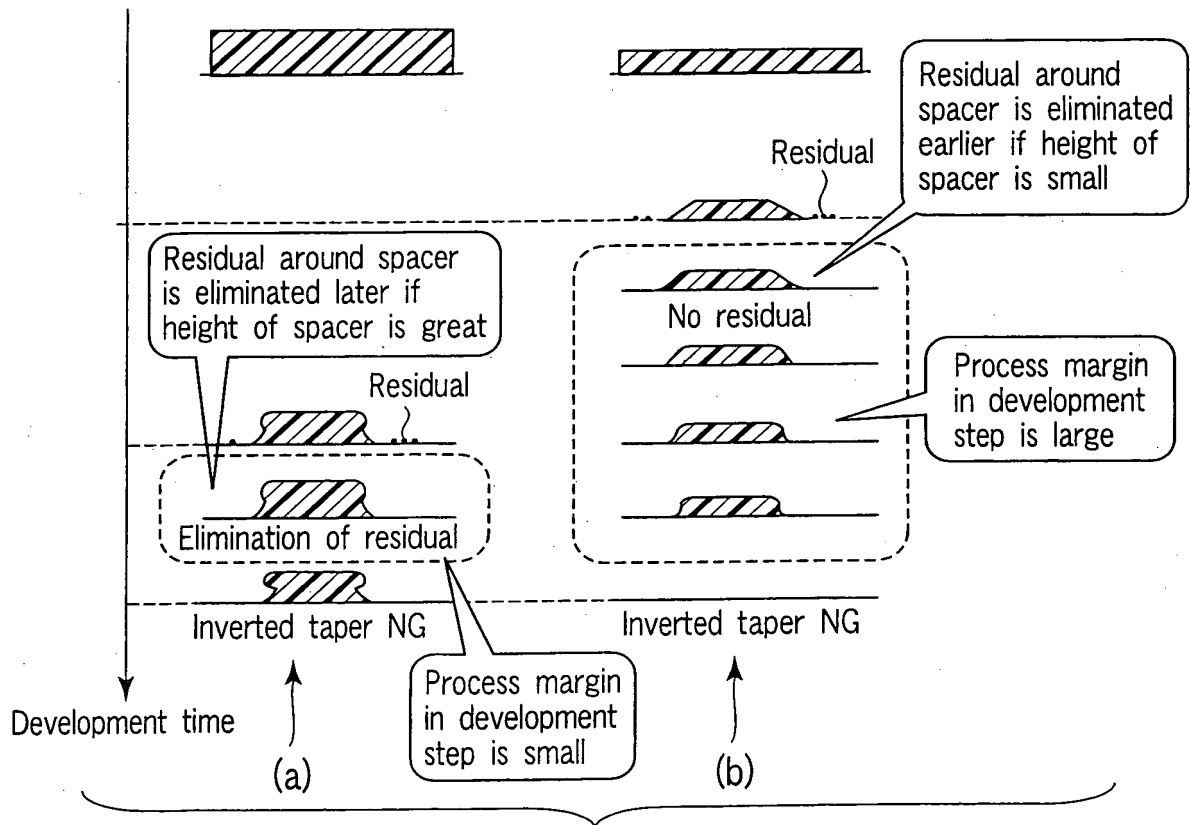 Residual around
spacer is eliminated
earlier if height of
spacer is small
Residual
Residual around spacer
is eliminated later if
height of spacer is great
No residual
Residual
Process margin
in development
step is large
Elimination of residual
Inverted taper NG
Inverted taper NG
Process margin
in development
step is small
Development time
(a)
(b)